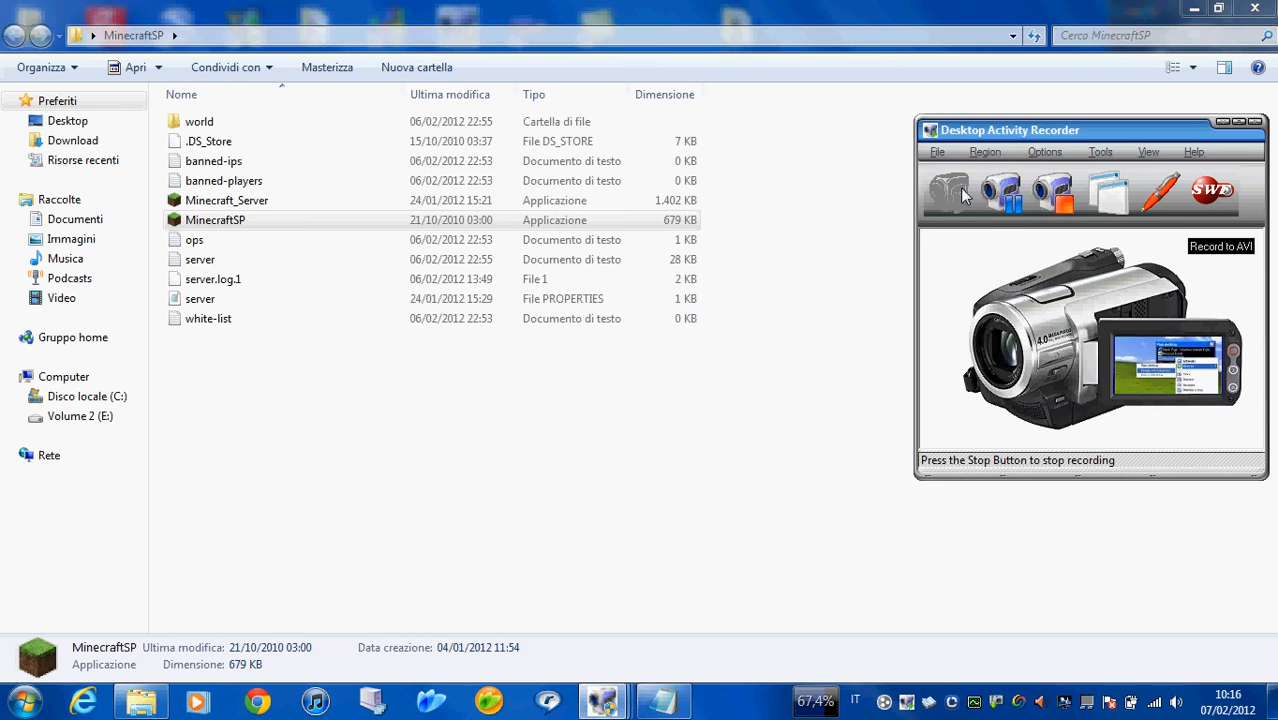 MinecraftSP
Cerca MinecraftSP
Organizza
Apri
Condividi con
Masterizza
Nuova cartella
Nome
Ultima modifica
Tipo
Dimensione
Preferiti
Desktop
Download
Risorse recenti
Raccolte
Documenti
Immagini
Musica
Podcasts
Video
Gruppo home
Computer
Disco locale (C:)
Volume 2 (E:)
Rete
world 06/02/2012 22:55 Cartella di file
.DS_Store 15/10/2010 03:37 File DS_STORE 7 KB
banned-ips 06/02/2012 22:53 Documento di testo 0 KB
banned-players 06/02/2012 22:53 Documento di testo 0 KB
Minecraft_Server 24/01/2012 15:21 Applicazione 1.402 KB
MinecraftSP 21/10/2010 03:00 Applicazione 679 KB
ops 06/02/2012 22:53 Documento di testo 1 KB
server 06/02/2012 22:55 Documento di testo 28 KB
server.log.1 06/02/2012 13:49 File 1 2 KB
server 24/01/2012 15:29 File PROPERTIES 1 KB
white-list 06/02/2012 22:53 Documento di testo 0 KB
Desktop Activity Recorder
File Region Options Tools View Help
SWE
Record to AVI
4.0 MEGA PIXEL
Press the Stop Button to stop recording
MinecraftSP Ultima modifica: 21/10/2010 03:00 Data creazione: 04/01/2012 11:54
Applicazione Dimensione: 679 KB
67,4%
IT
10:16
07/02/2012